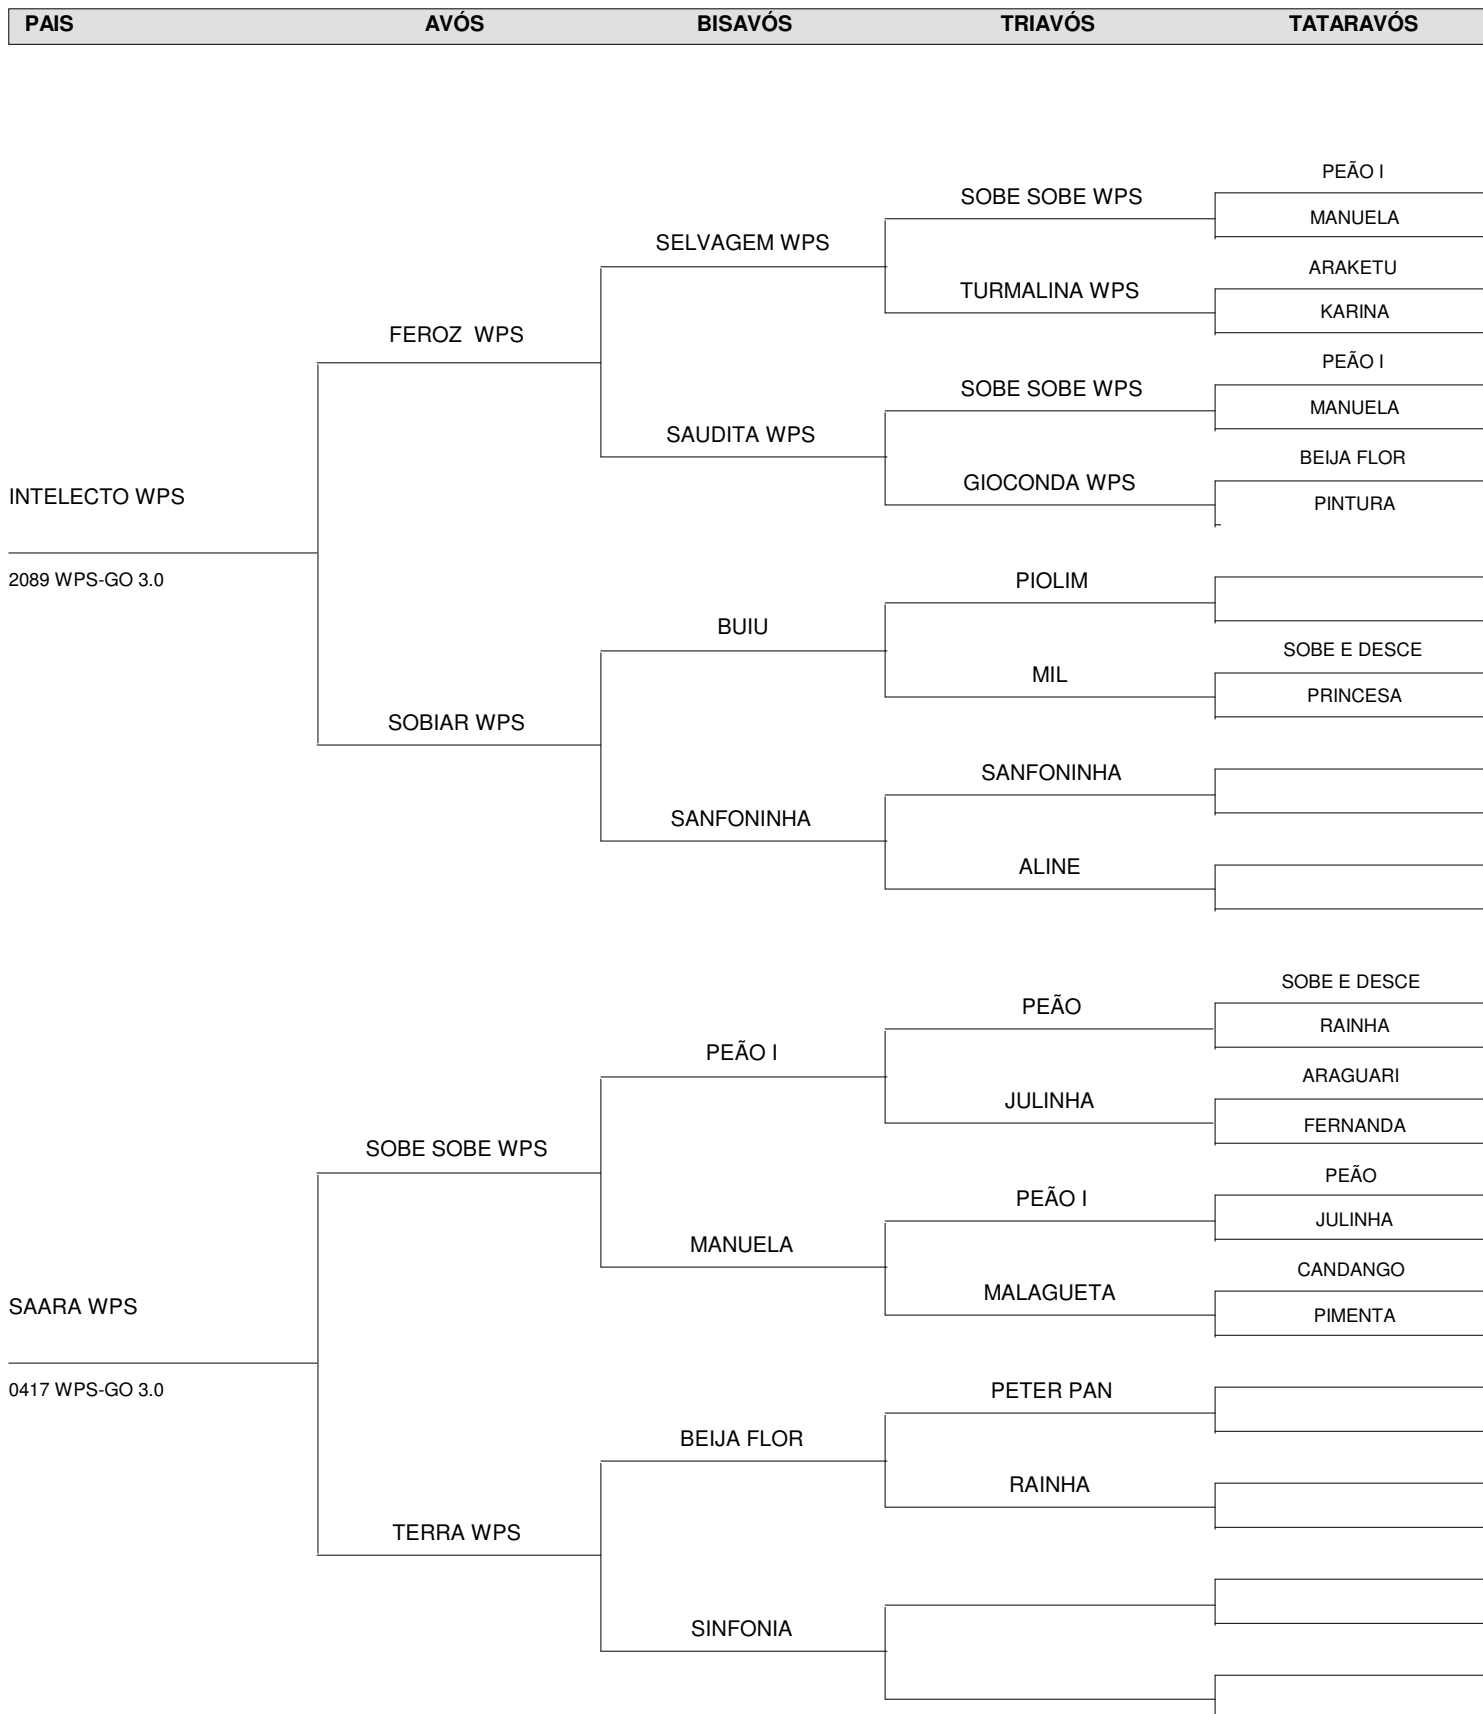 PAIS AVÓS BISAVÓS TRIAVÓS TATARAVÓS
PEÃO I
SOBE SOBE WPS
MANUELA
SELVAGEM WPS
ARAKETU
TURMALINA WPS
KARINA
FEROZ  WPS
PEÃO I
SOBE SOBE WPS
MANUELA
SAUDITA WPS
BEIJA FLOR
GIOCONDA WPS
INTELECTO WPS
PINTURA
2089 WPS-GO 3.0
PIOLIM
BUIU
SOBE E DESCE
MIL
PRINCESA
SOBIAR WPS
SANFONINHA
SANFONINHA
ALINE
SOBE E DESCE
PEÃO
RAINHA
PEÃO I
ARAGUARI
JULINHA
FERNANDA
SOBE SOBE WPS
PEÃO
PEÃO I
JULINHA
MANUELA
CANDANGO
MALAGUETA
SAARA WPS
PIMENTA
0417 WPS-GO 3.0
PETER PAN
BEIJA FLOR
RAINHA
TERRA WPS
SINFONIA